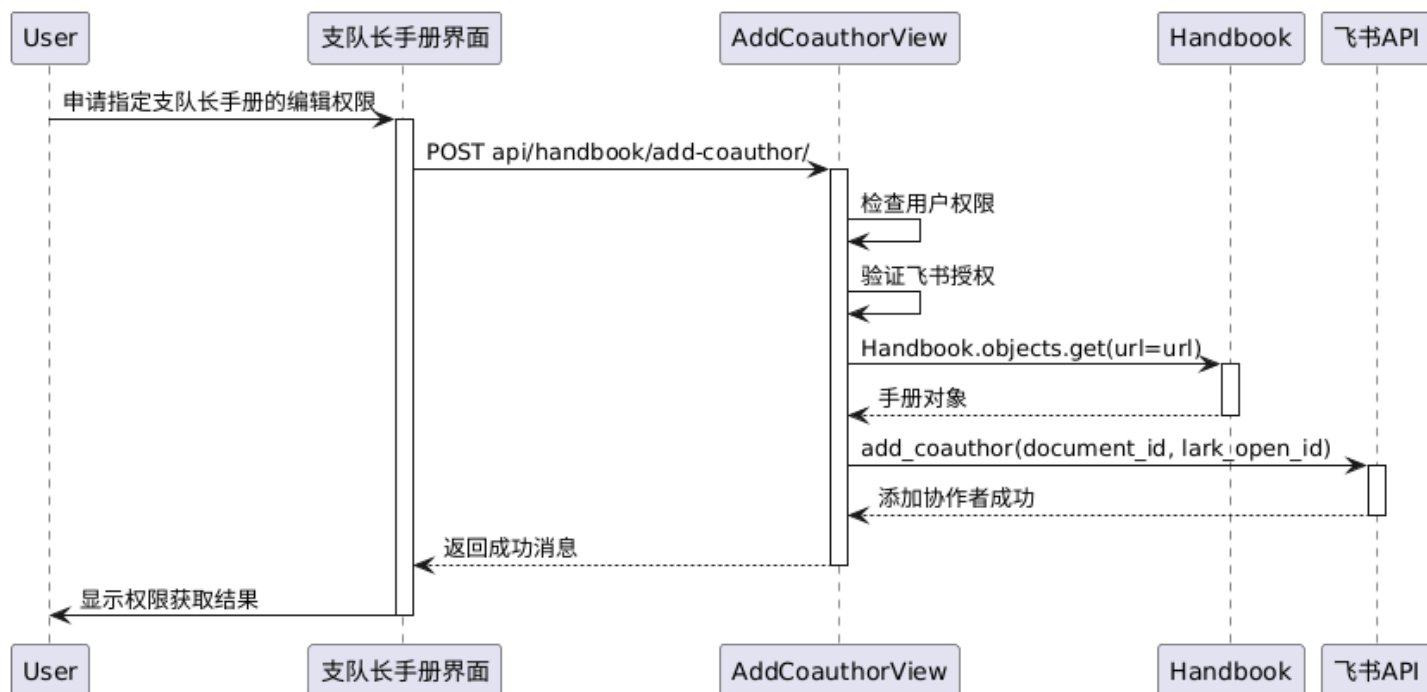 User
支队长手册界面
AddCoauthorView
Handbook
飞书API
申请指定支队长手册的编辑权限
POST api/handbook/add-coauthor/
检查用户权限
验证飞书授权
Handbook.objects.get(url=url)
手册对象
add_coauthor(document_id, lark_open_id)
添加协作者成功
返回成功消息
显示权限获取结果
User
支队长手册界面
AddCoauthorView
Handbook
飞书API